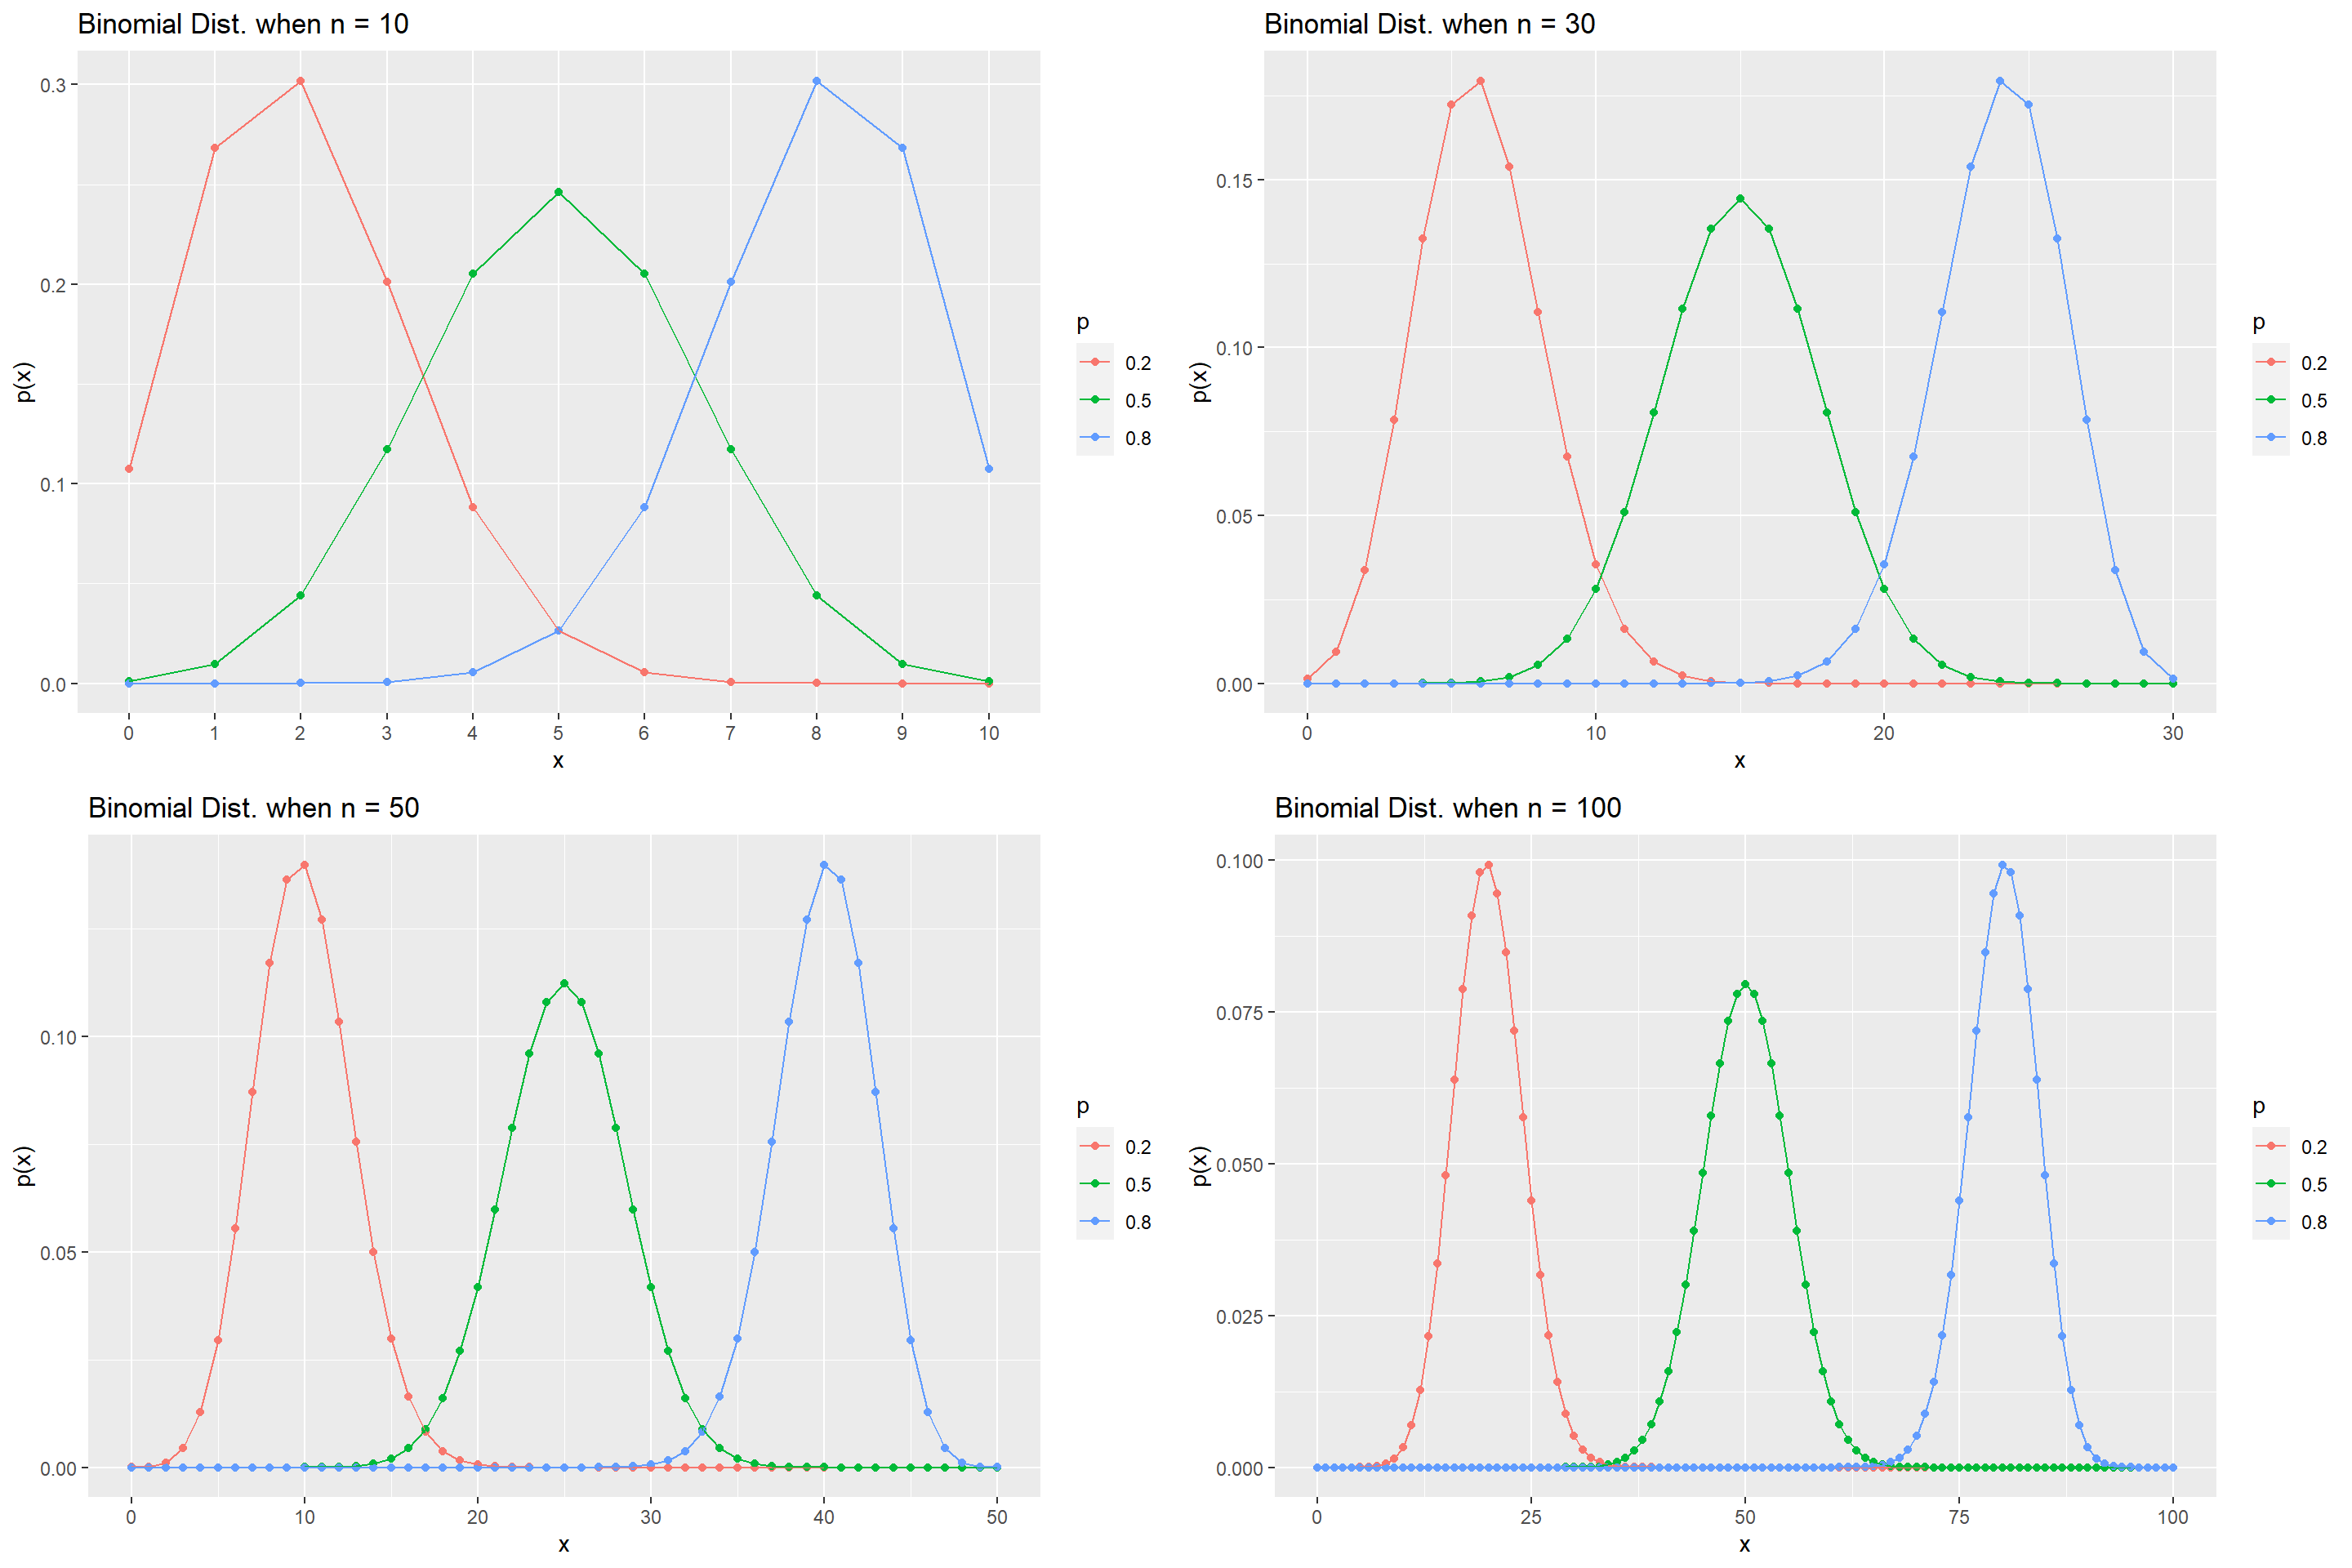 Binomial Dist. when n = 10
0.3
0.2
0.1
0.0
p(x)
0 1 2 3 4 5 6 7 8 9 10
x
p
0.2
0.5
0.8
Binomial Dist. when n = 30
0.15
0.10
0.05
0.00
p(x)
0 10 20 30
x
p
0.2
0.5
0.8
Binomial Dist. when n = 50
0.10
0.05
0.00
p(x)
0 10 20 30 40 50
x
p
0.2
0.5
0.8
Binomial Dist. when n = 100
0.100
0.075
0.050
0.025
0.000
p(x)
0 25 50 75 100
x
p
0.2
0.5
0.8